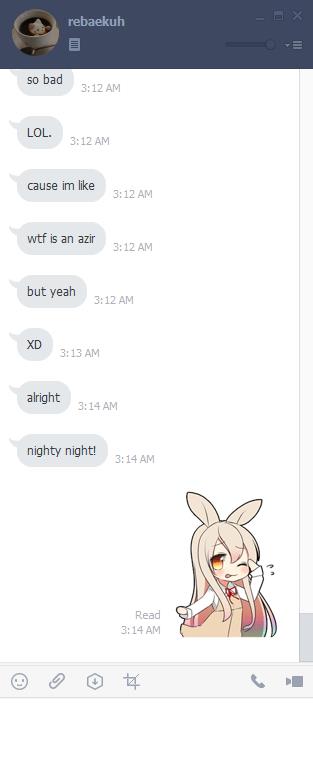 rebaekuh
so bad
3:12 AM
LOL.
3:12 AM
cause im like
3:12 AM
wtf is an azir
3:12 AM
but yeah
3:12 AM
XD
3:13 AM
alright
3:14 AM
nighty night!
3:14 AM
Read
3:14 AM